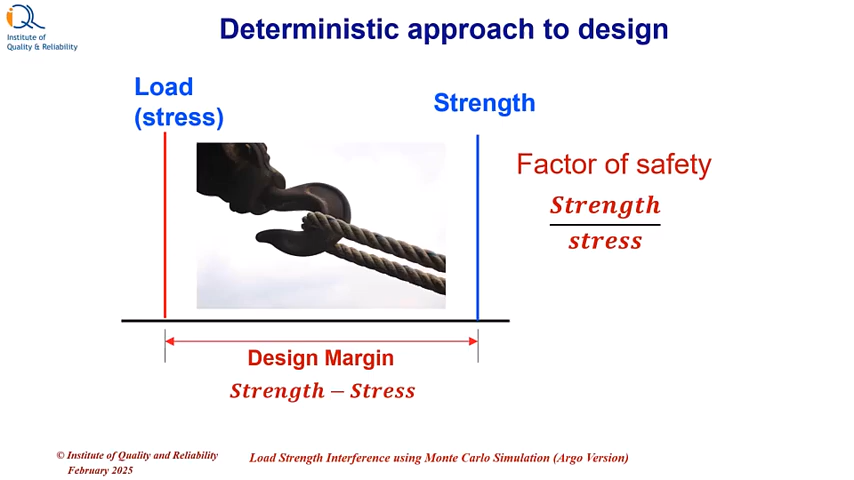 IQR
Institute of
Quality & Reliability
Deterministic approach to design
Load
(stress)
Strength
Factor of safety
Strength
stress
Design Margin
Strength – Stress
© Institute of Quality and Reliability
February 2025
Load Strength Interference using Monte Carlo Simulation (Argo Version)